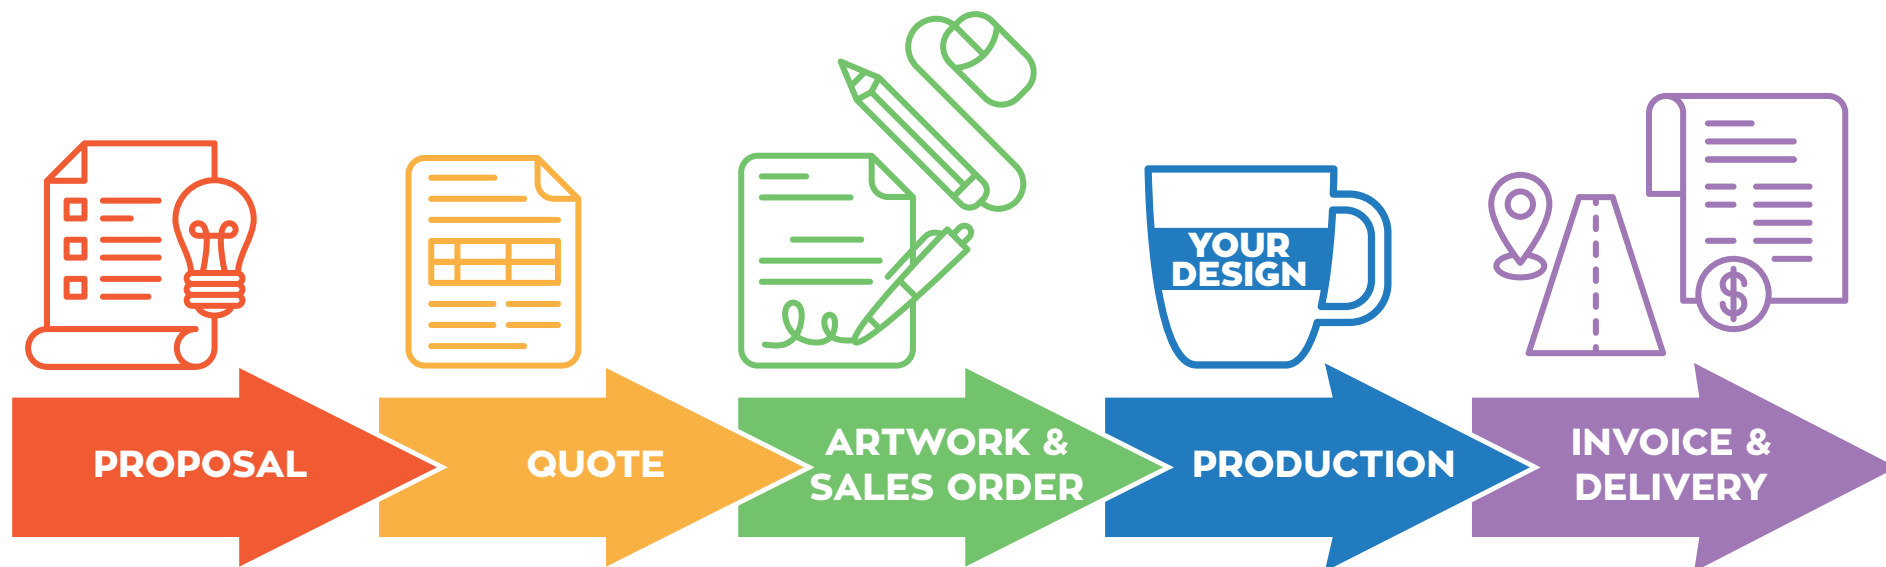 YOUR
DESIGN
$
PROPOSAL
QUOTE
ARTWORK &
SALES ORDER
PRODUCTION
INVOICE &
DELIVERY